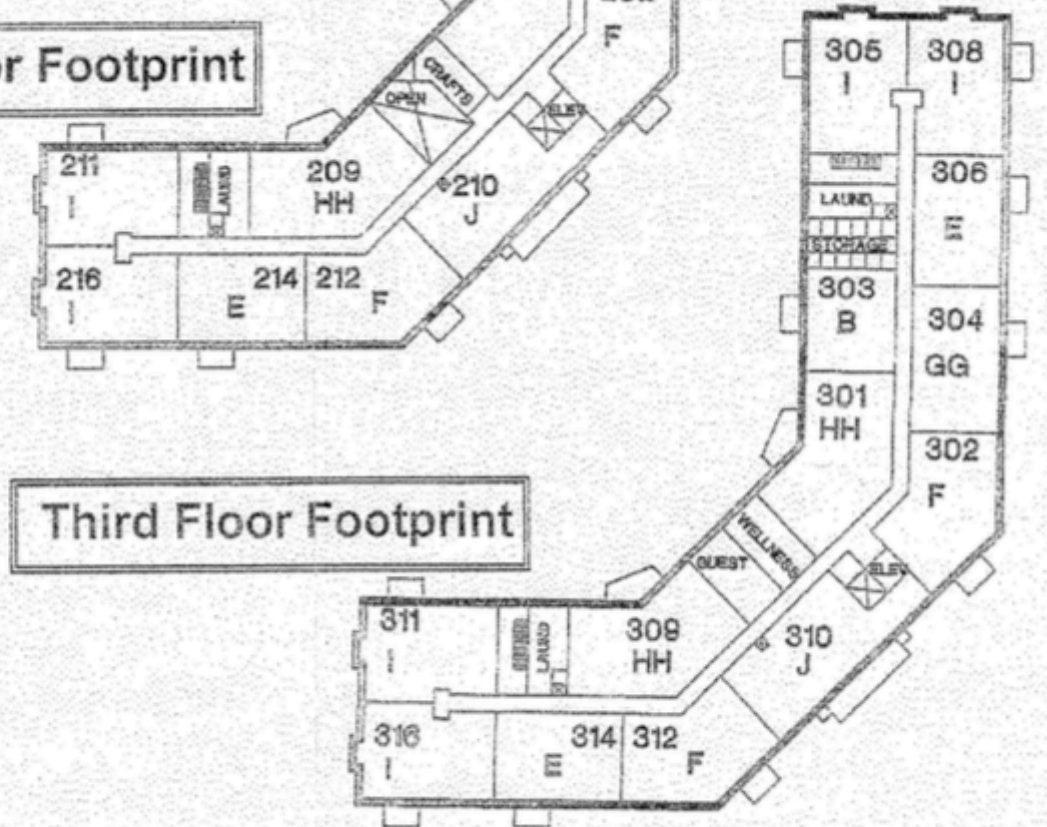 r Footprint
CRAFTS
OPEN
F
ELEV
211
I
LAUND
209
HH
210
J
216
I
E
214
212
F
305
I
308
I
LAUND
STORAGE
306
E
303
B
304
GG
301
HH
302
F
Third Floor Footprint
WELLNESS
GUEST
ELEV
311
I
LAUND
309
HH
310
J
316
I
E
314
312
F